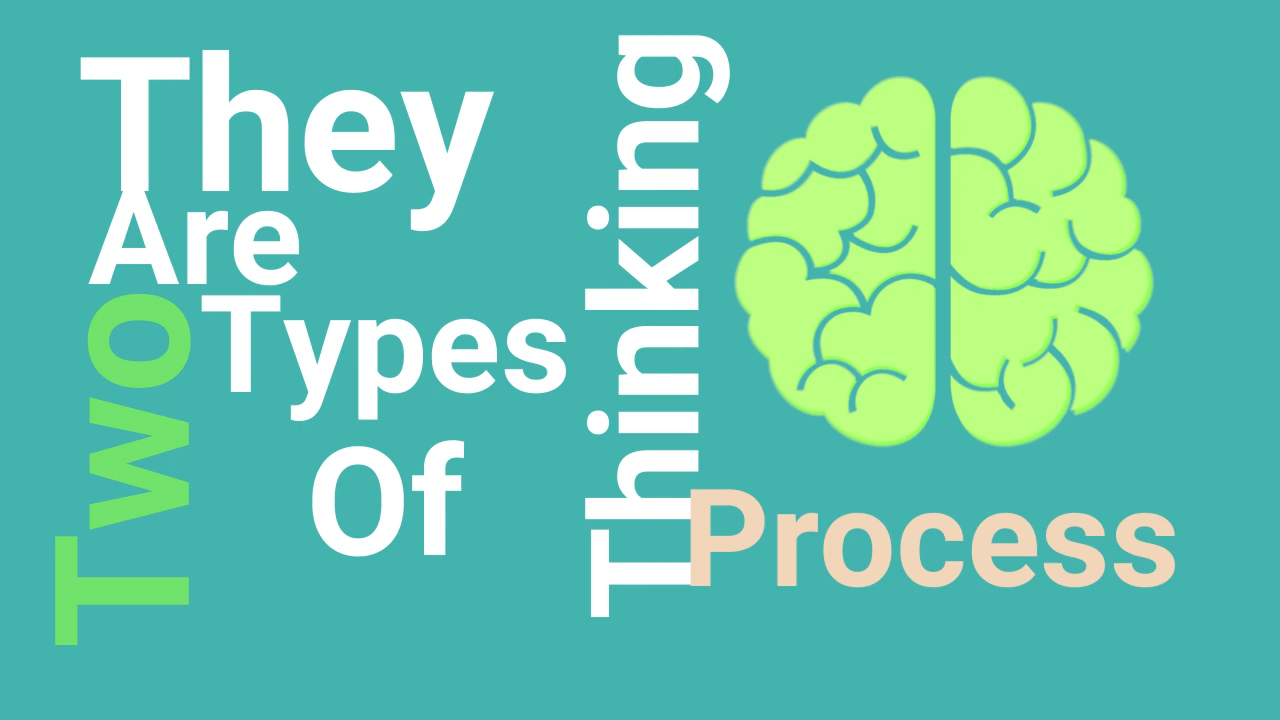 They
Are
Two
Types
Of
Thinking
Process